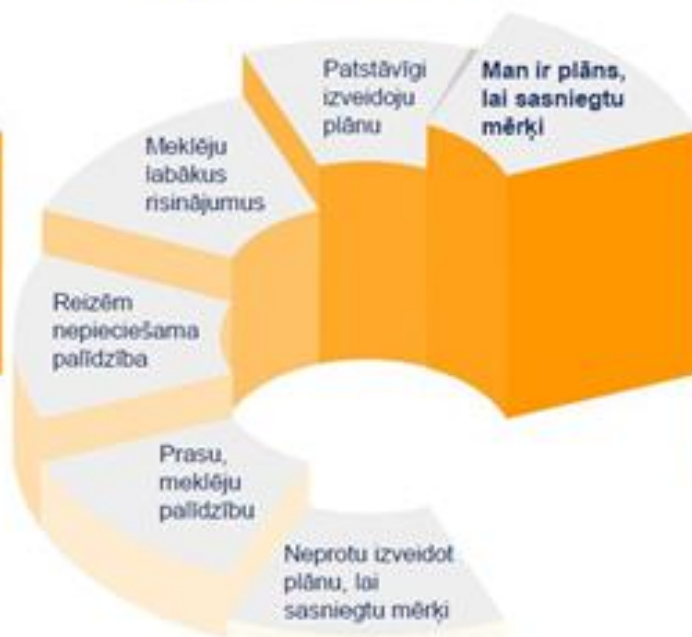 Patstāvīgi
izveidoju
plānu
Man ir plāns,
lai sasniegtu
mērķi
Meklēju
labākus
risinājumus
Reizēm
nepieciešama
palīdzība
Prasu,
meklēju
palīdzību
Neprotu izveidot
plānu, lai
sasniegtu mērķi